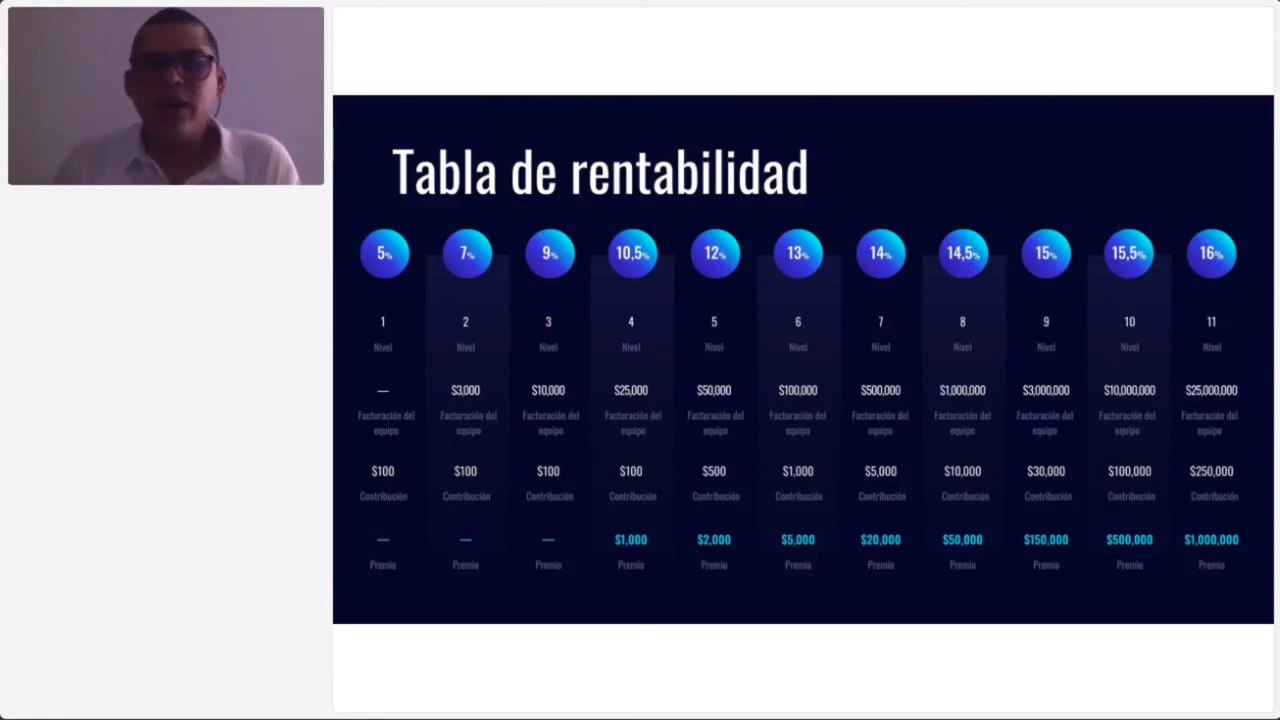 Tabla de rentabilidad
5% 7% 9% 10,5% 12% 13% 14% 14,5% 15% 15,5% 16%
1 2 3 4 5 6 7 8 9 10 11
Nivel Nivel Nivel Nivel Nivel Nivel Nivel Nivel Nivel Nivel Nivel
— $3,000 $10,000 $25,000 $50,000 $100,000 $500,000 $1,000,000 $3,000,000 $10,000,000 $25,000,000
Facturación del Facturación del Facturación del Facturación del Facturación del Facturación del Facturación del Facturación del Facturación del Facturación del Facturación del
equipo equipo equipo equipo equipo equipo equipo equipo equipo equipo equipo
$100 $100 $100 $100 $500 $1,000 $5,000 $10,000 $30,000 $100,000 $250,000
Contribución Contribución Contribución Contribución Contribución Contribución Contribución Contribución Contribución Contribución Contribución
— — — $1,000 $2,000 $5,000 $20,000 $50,000 $150,000 $500,000 $1,000,000
Premio Premio Premio Premio Premio Premio Premio Premio Premio Premio Premio